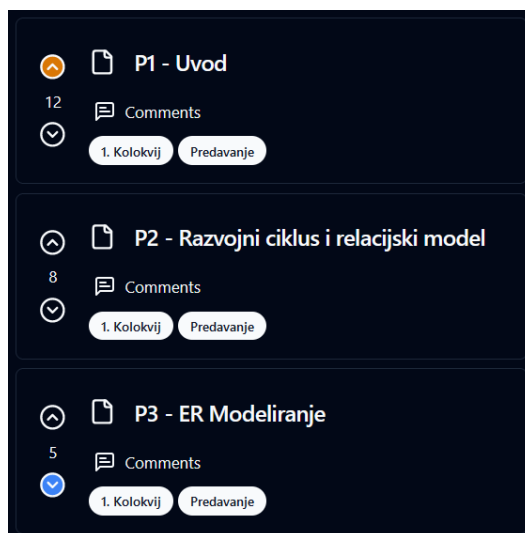 P1 - Uvod
12
Comments
1. Kolokvij Predavanje
P2 - Razvojni ciklus i relacijski model
8
Comments
1. Kolokvij Predavanje
P3 - ER Modeliranje
5
Comments
1. Kolokvij Predavanje